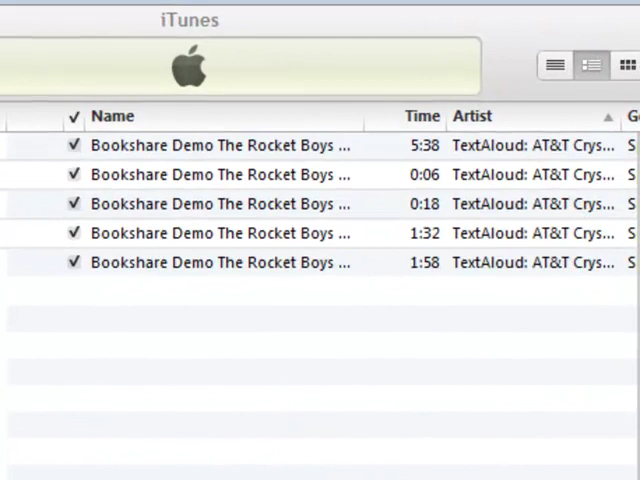 iTunes
Name Time Artist
Bookshare Demo The Rocket Boys ... 5:38 TextAloud: AT&T Crys...
Bookshare Demo The Rocket Boys ... 0:06 TextAloud: AT&T Crys...
Bookshare Demo The Rocket Boys ... 0:18 TextAloud: AT&T Crys...
Bookshare Demo The Rocket Boys ... 1:32 TextAloud: AT&T Crys...
Bookshare Demo The Rocket Boys ... 1:58 TextAloud: AT&T Crys...